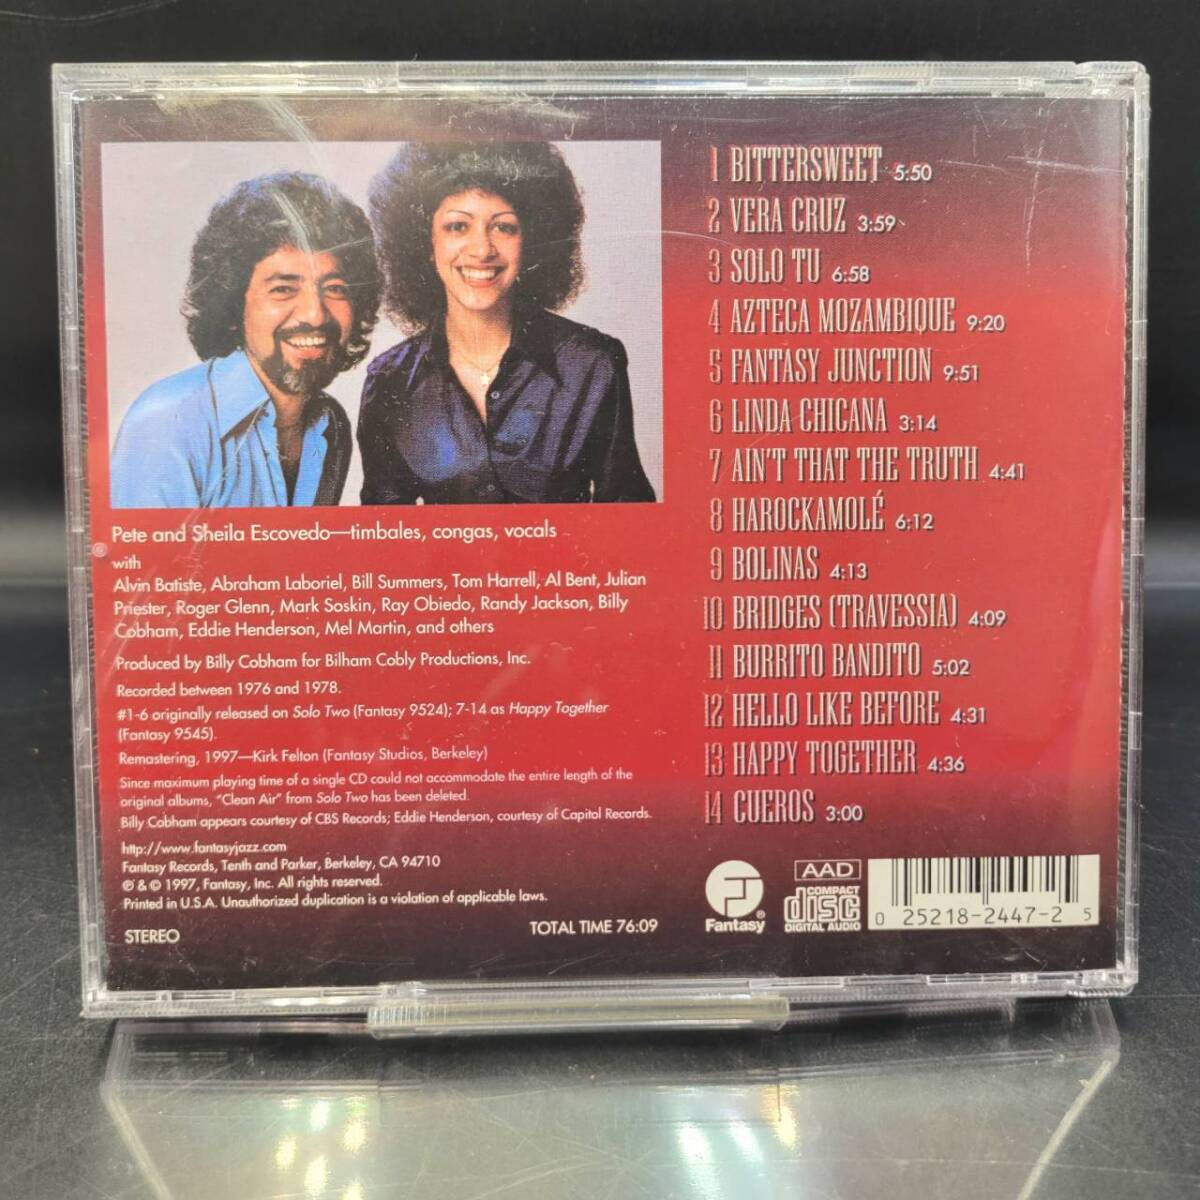 1 BITTERSWEET 5:50
2 VERA CRUZ 3:59
3 SOLO TU 6:58
4 AZTECA MOZAMBIQUE 9:20
5 FANTASY JUNCTION 9:51
6 LINDA CHICANA 3:14
7 AIN'T THAT THE TRUTH 4:41
8 HAROCKAMOLÉ 6:12
9 BOLINAS 4:13
10 BRIDGES (TRAVESSIA) 4:09
11 BURRITO BANDITO 5:02
12 HELLO LIKE BEFORE 4:31
13 HAPPY TOGETHER 4:36
14 CUEROS 3:00
Pete and Sheila Escovedo—timbales, congas, vocals
with
Alvin Batiste, Abraham Laboriel, Bill Summers, Tom Harrell, Al Bent, Julian
Priester, Roger Glenn, Mark Soskin, Ray Obiedo, Randy Jackson, Billy
Cobham, Eddie Henderson, Mel Martin, and others
Produced by Billy Cobham for Bilham Cobly Productions, Inc.
Recorded between 1976 and 1978.
#1-6 originally released on Solo Two (Fantasy 9524); 7-14 as Happy Together
(Fantasy 9545).
Remastering, 1997—Kirk Felton (Fantasy Studios, Berkeley)
Since maximum playing time of a single CD could not accommodate the entire length of the
original albums, "Clean Air" from Solo Two has been deleted.
Billy Cobham appears courtesy of CBS Records; Eddie Henderson, courtesy of Capitol Records.
http://www.fantasyjazz.com
Fantasy Records, Tenth and Parker, Berkeley, CA 94710
℗ & © 1997, Fantasy, Inc. All rights reserved.
Printed in U.S.A. Unauthorized duplication is a violation of applicable laws.
STEREO
TOTAL TIME 76:09
Fantasy®
AAD
COMPACT
disc
DIGITAL AUDIO
0 25218-2447-2 5